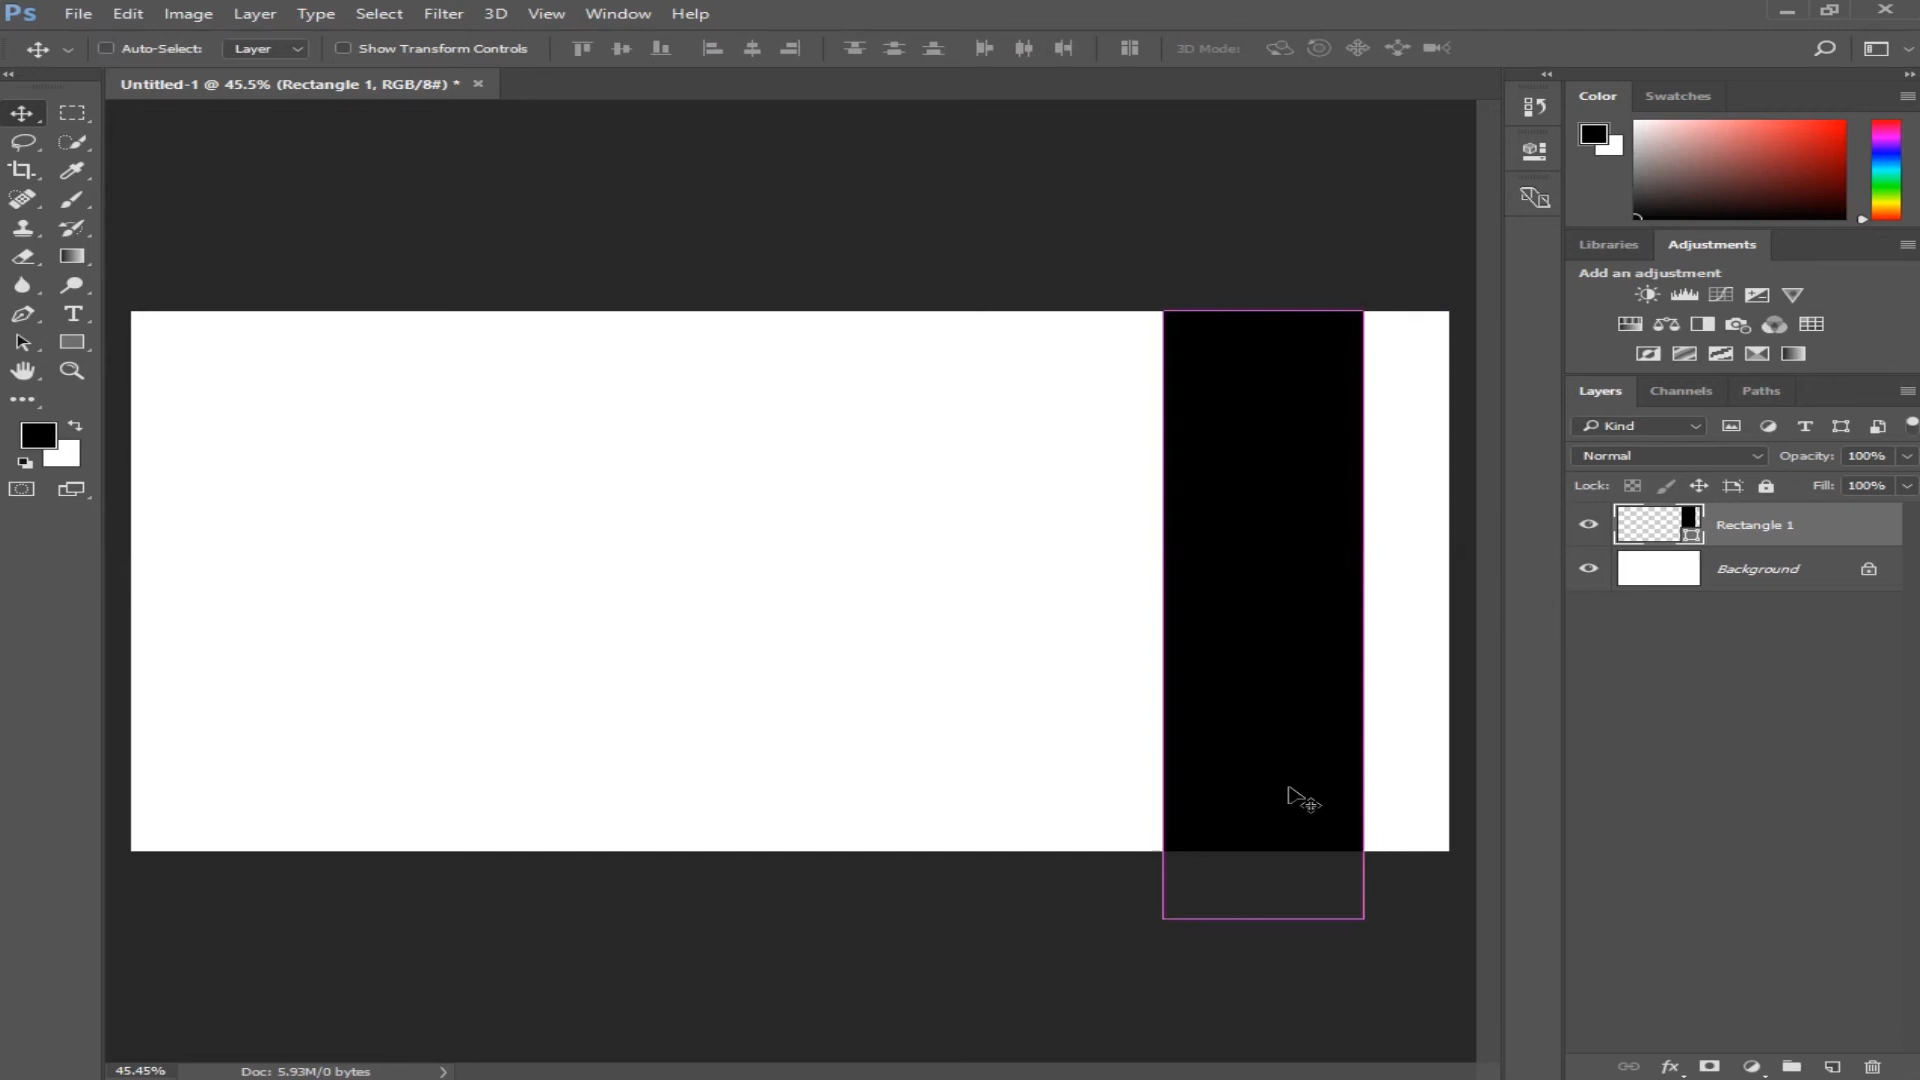 Ps File Edit Image Layer Type Select Filter 3D View Window Help
Auto-Select: Layer Show Transform Controls 3D Mode:
Untitled-1 @ 45.5% (Rectangle 1, RGB/8#) *
Color Swatches
Libraries Adjustments
Add an adjustment
Layers Channels Paths
Kind
Normal Opacity: 100%
Lock: Fill: 100%
Rectangle 1
Background
45.45% Doc: 5.93M/0 bytes